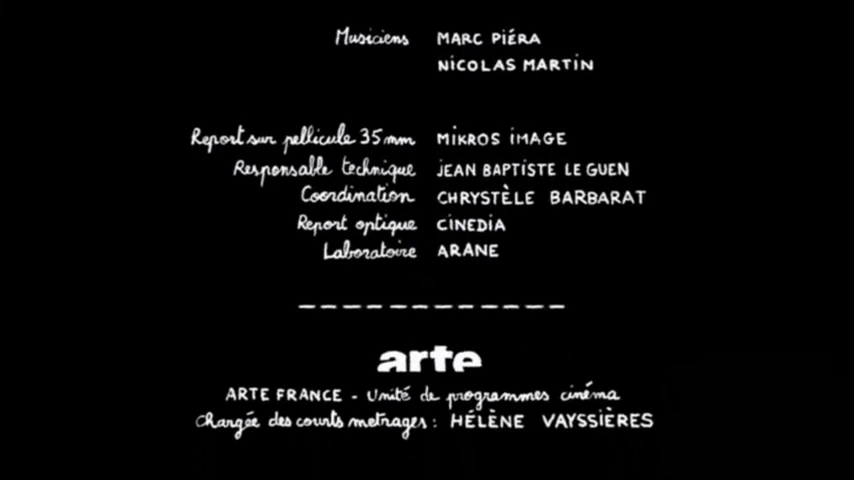 Musiciens MARC PIÉRA
NICOLAS MARTIN
Report sur pellicule 35mm MIKROS IMAGE
Responsable technique JEAN BAPTISTE LE GUEN
Coordination CHRYSTÈLE BARBARAT
Report optique CINEDIA
Laboratoire ARANE
arte
ARTE FRANCE - Unité de programmes cinéma
Chargée des courts metrages : HÉLÈNE VAYSSIÈRES